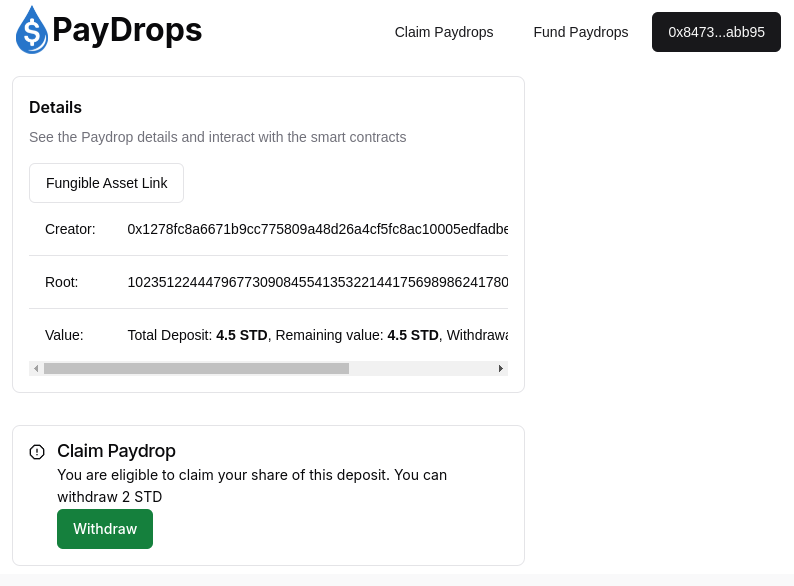 PayDrops
Claim Paydrops
Fund Paydrops
0x8473...abb95
Details
See the Paydrop details and interact with the smart contracts
Fungible Asset Link
Creator: 0x1278fc8a6671b9cc775809a48d26a4cf5fc8ac10005edfadbe
Root: 1023512244479677309084554135322144175698986241780
Value: Total Deposit: 4.5 STD, Remaining value: 4.5 STD, Withdrawa
Claim Paydrop
You are eligible to claim your share of this deposit. You can
withdraw 2 STD
Withdraw